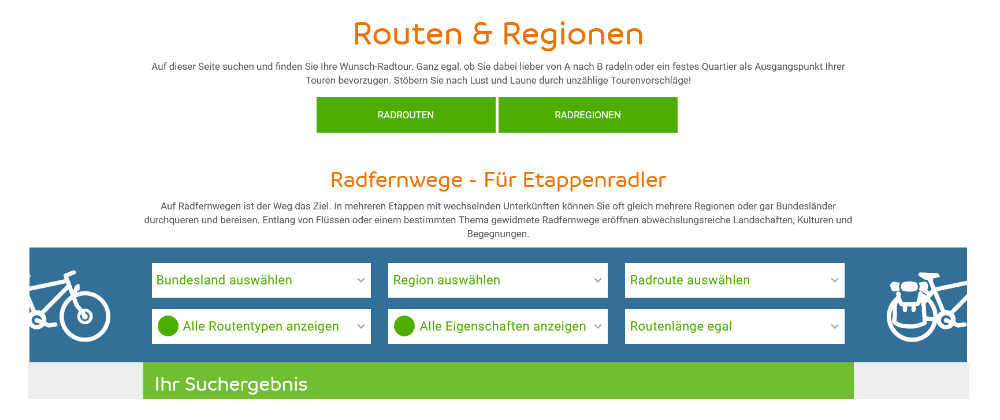 Routen & Regionen
Auf dieser Seite suchen und finden Sie Ihre Wunsch-Radtour. Ganz egal, ob Sie dabei lieber von A nach B radeln oder ein festes Quartier als Ausgangspunkt Ihrer
Touren bevorzugen. Stöbern Sie nach Lust und Laune durch unzählige Tourenvorschläge!
RADROUTEN
RADREGIONEN
Radfernwege - Für Etappenradler
Auf Radfernwegen ist der Weg das Ziel. In mehreren Etappen mit wechselnden Unterkünften können Sie oft gleich mehrere Regionen oder gar Bundesländer
durchqueren und bereisen. Entlang von Flüssen oder einem bestimmten Thema gewidmete Radfernwege eröffnen abwechslungsreiche Landschaften, Kulturen und
Begegnungen.
Bundesland auswählen
Region auswählen
Radroute auswählen
Alle Routentypen anzeigen
Alle Eigenschaften anzeigen
Routenlänge egal
Ihr Suchergebnis